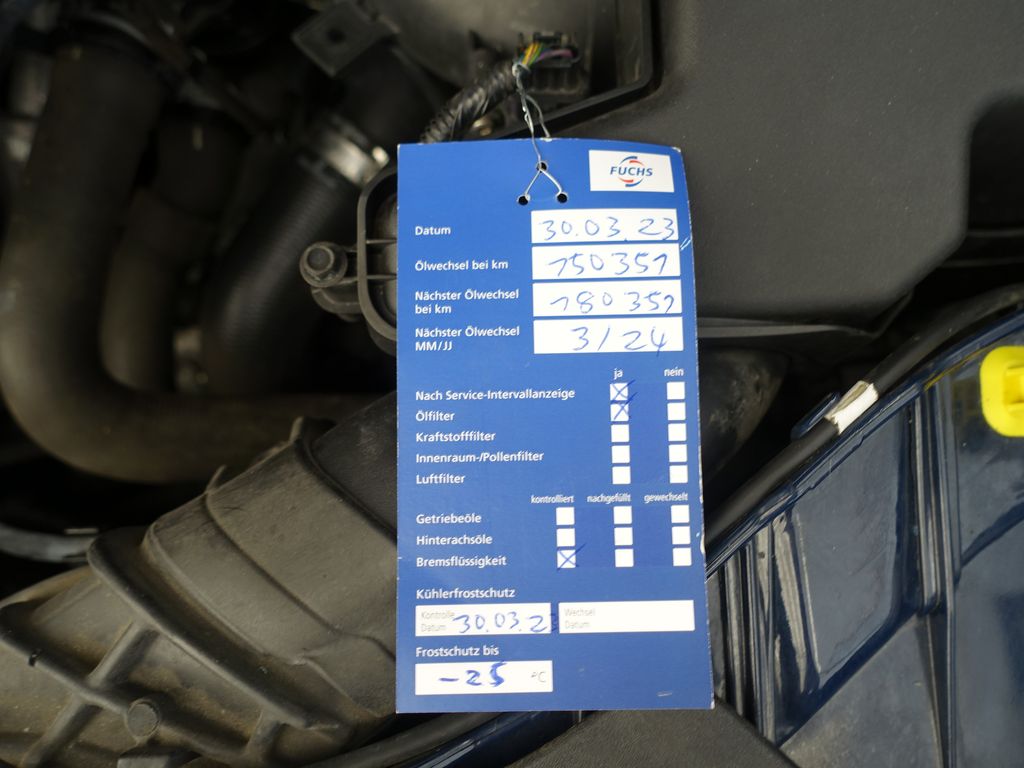 FUCHS
Datum 30.03.23
Ölwechsel bei km 150351
Nächster Ölwechsel
bei km 180351
Nächster Ölwechsel
MM/JJ 3/24
ja nein
Nach Service-Intervallanzeige
Ölfilter
Kraftstofffilter
Innenraum-/Pollenfilter
Luftfilter
kontrolliert nachgefüllt gewechselt
Getriebeöle
Hinterachsöle
Bremsflüssigkeit
Kühlerfrostschutz
Kontrolle Wechsel
Datum 30.03.23 Datum
Frostschutz bis
-25 °C